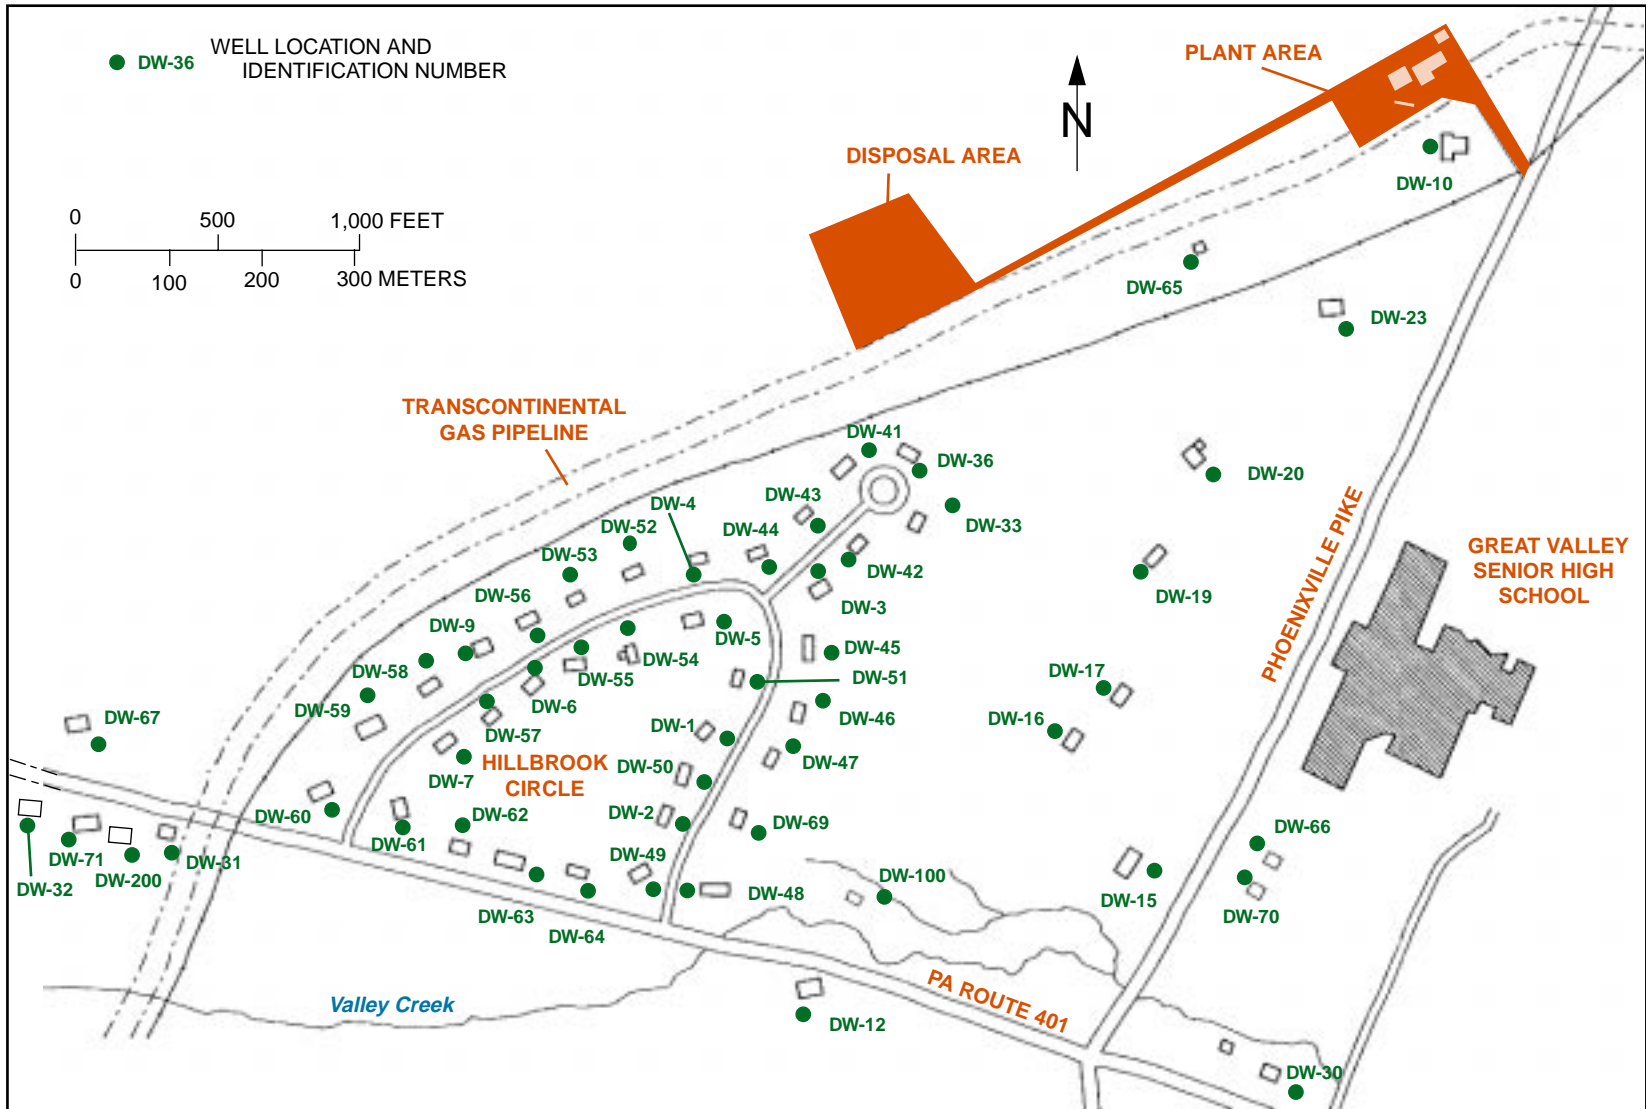 DW-36
WELL LOCATION AND
IDENTIFICATION NUMBER
PLANT AREA
N
DISPOSAL AREA
DW-10
0 500 1,000 FEET
0 100 200 300 METERS
DW-65
DW-23
TRANSCONTINENTAL
GAS PIPELINE
DW-41
DW-36
DW-20
DW-4
DW-43
DW-52
DW-44
DW-33
DW-53
DW-42
PHOENIXVILLE PIKE
GREAT VALLEY
SENIOR HIGH
SCHOOL
DW-56
DW-3
DW-19
DW-9
DW-5
DW-58
DW-54
DW-45
DW-55
DW-51
DW-17
DW-59
DW-6
DW-67
DW-46
DW-57
DW-1
DW-16
DW-7
HILLBROOK
CIRCLE
DW-47
DW-50
DW-60
DW-62
DW-2
DW-69
DW-66
DW-61
DW-71
DW-31
DW-49
DW-200
DW-32
DW-100
DW-48
DW-15
DW-63
DW-70
DW-64
Valley Creek
PA ROUTE 401
DW-12
DW-30